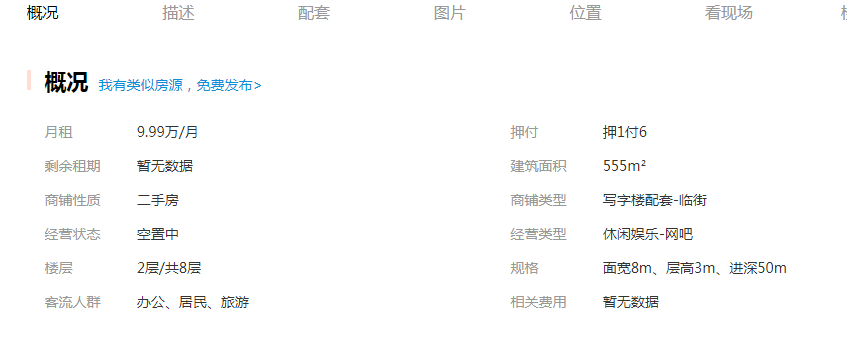 概况 描述 配套 图片 位置 看现场
概况 我有类似房源，免费发布>
月租 9.99万/月 押付 押1付6
剩余租期 暂无数据 建筑面积 555m²
商铺性质 二手房 商铺类型 写字楼配套-临街
经营状态 空置中 经营类型 休闲娱乐-网吧
楼层 2层/共8层 规格 面宽8m、层高3m、进深50m
客流人群 办公、居民、旅游 相关费用 暂无数据